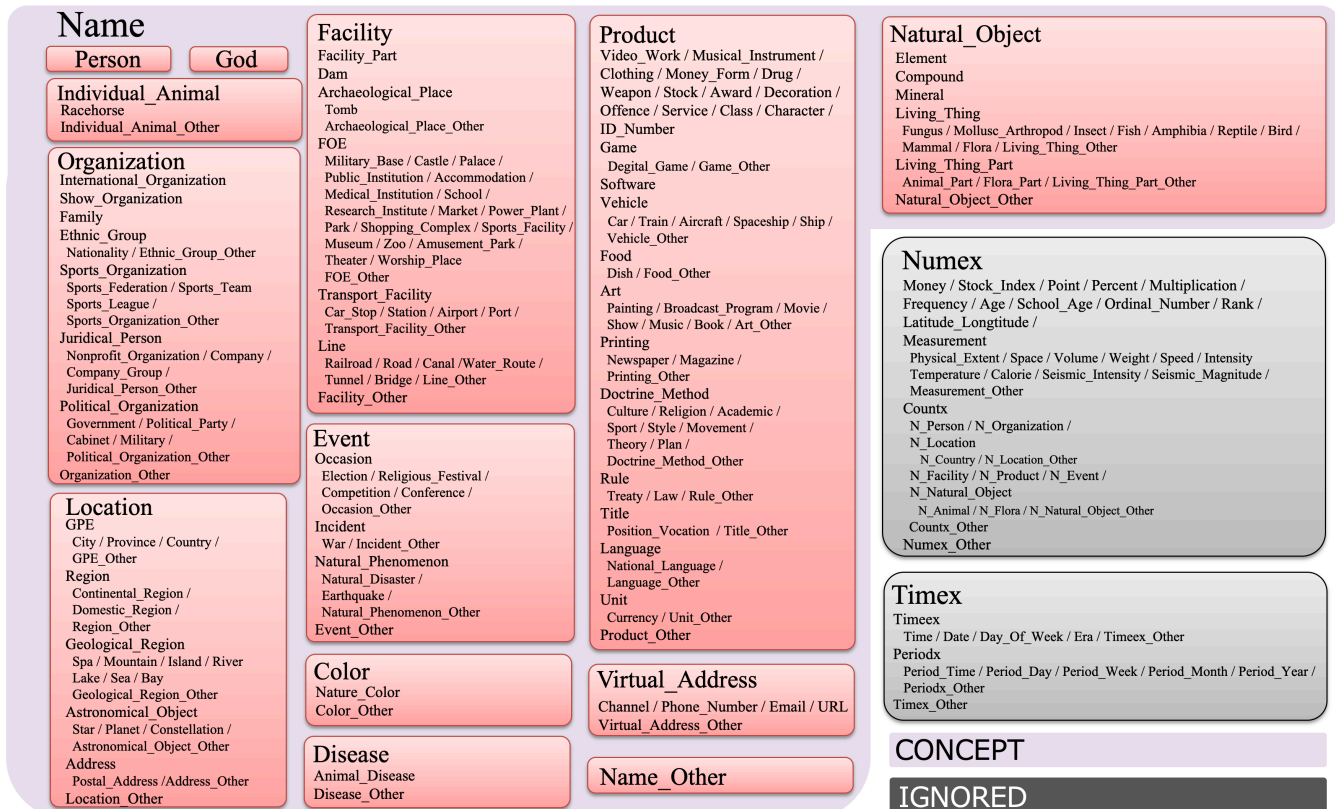 Name
Person
God
Individual_Animal
Racehorse
Individual_Animal_Other
Organization
International_Organization
Show_Organization
Family
Ethnic_Group
Nationality / Ethnic_Group_Other
Sports_Organization
Sports_Federation / Sports_Team
Sports_League /
Sports_Organization_Other
Juridical_Person
Nonprofit_Organization / Company /
Company_Group /
Juridical_Person_Other
Political_Organization
Government / Political_Party /
Cabinet / Military /
Political_Organization_Other
Organization_Other
Location
GPE
City / Province / Country /
GPE_Other
Region
Continental_Region /
Domestic_Region /
Region_Other
Geological_Region
Spa / Mountain / Island / River
Lake / Sea / Bay
Geological_Region_Other
Astronomical_Object
Star / Planet / Constellation /
Astronomical_Object_Other
Address
Postal_Address /Address_Other
Location_Other
Facility
Facility_Part
Dam
Archaeological_Place
Tomb
Archaeological_Place_Other
FOE
Military_Base / Castle / Palace /
Public_Institution / Accommodation /
Medical_Institution / School /
Research_Institute / Market / Power_Plant /
Park / Shopping_Complex / Sports_Facility /
Museum / Zoo / Amusement_Park /
Theater / Worship_Place
FOE_Other
Transport_Facility
Car_Stop / Station / Airport / Port /
Transport_Facility_Other
Line
Railroad / Road / Canal /Water_Route /
Tunnel / Bridge / Line_Other
Facility_Other
Event
Occasion
Election / Religious_Festival /
Competition / Conference /
Occasion_Other
Incident
War / Incident_Other
Natural_Phenomenon
Natural_Disaster /
Earthquake /
Natural_Phenomenon_Other
Event_Other
Color
Nature_Color
Color_Other
Disease
Animal_Disease
Disease_Other
Product
Video_Work / Musical_Instrument /
Clothing / Money_Form / Drug /
Weapon / Stock / Award / Decoration /
Offence / Service / Class / Character /
ID_Number
Game
Degital_Game / Game_Other
Software
Vehicle
Car / Train / Aircraft / Spaceship / Ship /
Vehicle_Other
Food
Dish / Food_Other
Art
Painting / Broadcast_Program / Movie /
Show / Music / Book / Art_Other
Printing
Newspaper / Magazine /
Printing_Other
Doctrine_Method
Culture / Religion / Academic /
Sport / Style / Movement /
Theory / Plan /
Doctrine_Method_Other
Rule
Treaty / Law / Rule_Other
Title
Position_Vocation / Title_Other
Language
National_Language /
Language_Other
Unit
Currency / Unit_Other
Product_Other
Virtual_Address
Channel / Phone_Number / Email / URL
Virtual_Address_Other
Name_Other
Natural_Object
Element
Compound
Mineral
Living_Thing
Fungus / Mollusc_Arthropod / Insect / Fish / Amphibia / Reptile / Bird /
Mammal / Flora / Living_Thing_Other
Living_Thing_Part
Animal_Part / Flora_Part / Living_Thing_Part_Other
Natural_Object_Other
Numex
Money / Stock_Index / Point / Percent / Multiplication /
Frequency / Age / School_Age / Ordinal_Number / Rank /
Latitude_Longtitude /
Measurement
Physical_Extent / Space / Volume / Weight / Speed / Intensity
Temperature / Calorie / Seismic_Intensity / Seismic_Magnitude /
Measurement_Other
Countx
N_Person / N_Organization /
N_Location
N_Country / N_Location_Other
N_Facility / N_Product / N_Event /
N_Natural_Object
N_Animal / N_Flora / N_Natural_Object_Other
Countx_Other
Numex_Other
Timex
Timeex
Time / Date / Day_Of_Week / Era / Timeex_Other
Periodx
Period_Time / Period_Day / Period_Week / Period_Month / Period_Year /
Periodx_Other
Timex_Other
CONCEPT
IGNORED